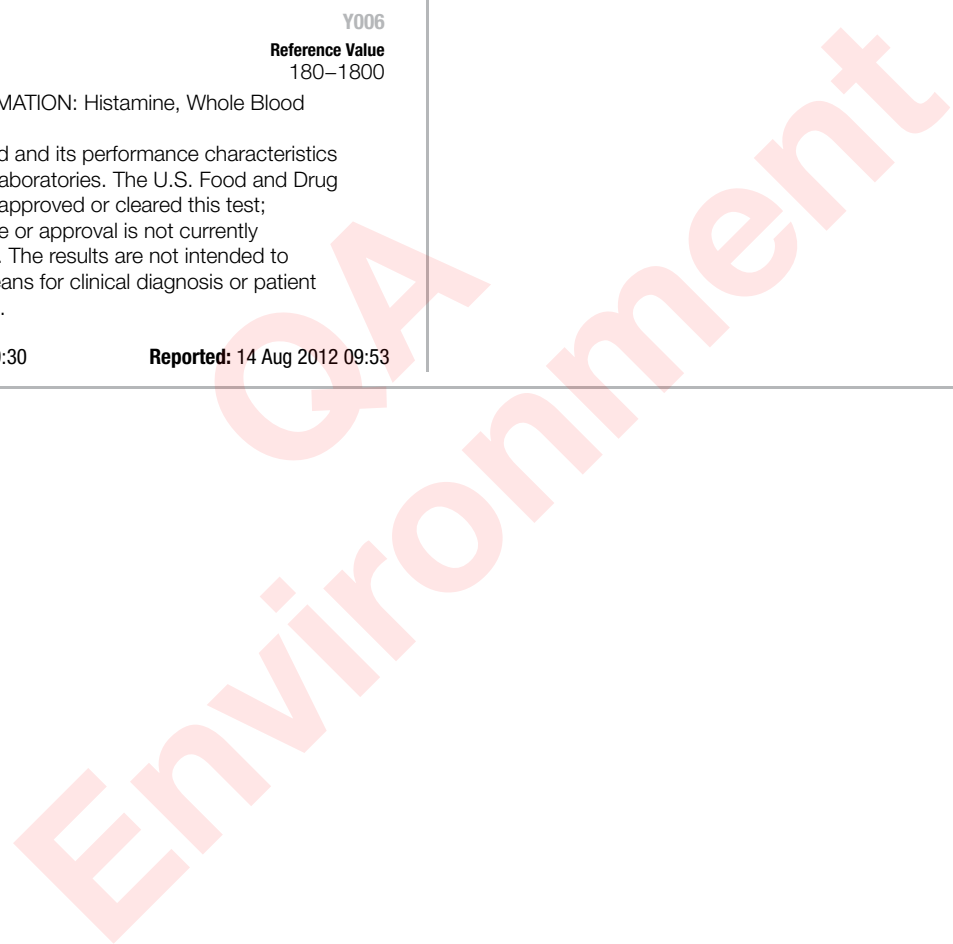 Y006
Reference Value
180–1800
MATION: Histamine, Whole Blood
d and its performance characteristics
aboratories. The U.S. Food and Drug
approved or cleared this test;
e or approval is not currently
. The results are not intended to
eans for clinical diagnosis or patient
.
:30 Reported: 14 Aug 2012 09:53
QA
Environment